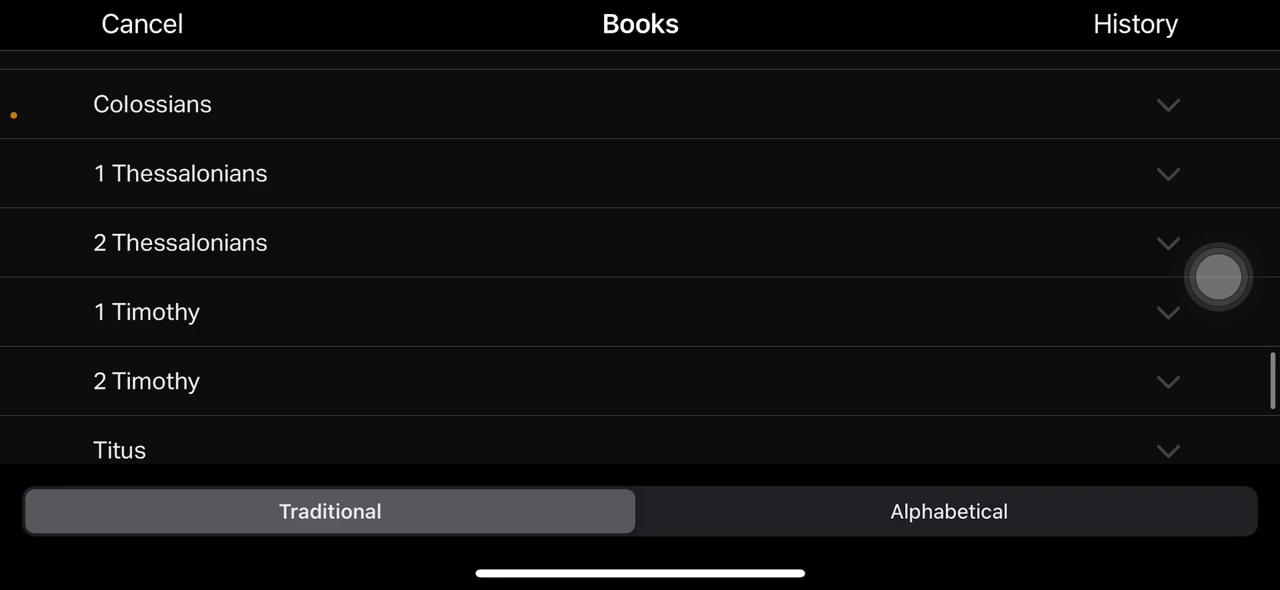 Cancel Books History
Colossians
1 Thessalonians
2 Thessalonians
1 Timothy
2 Timothy
Titus
Traditional Alphabetical